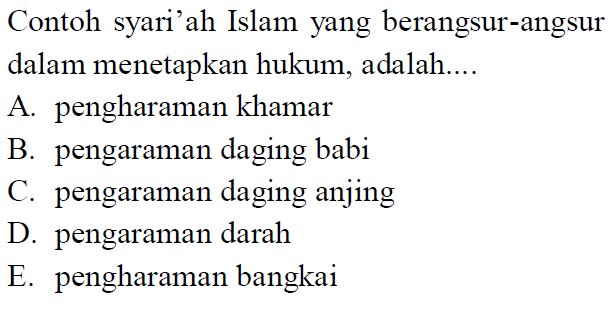 Contoh syari’ah Islam yang berangsur-angsur
dalam menetapkan hukum, adalah....
A. pengharaman khamar
B. pengaraman daging babi
C. pengaraman daging anjing
D. pengaraman darah
E. pengharaman bangkai